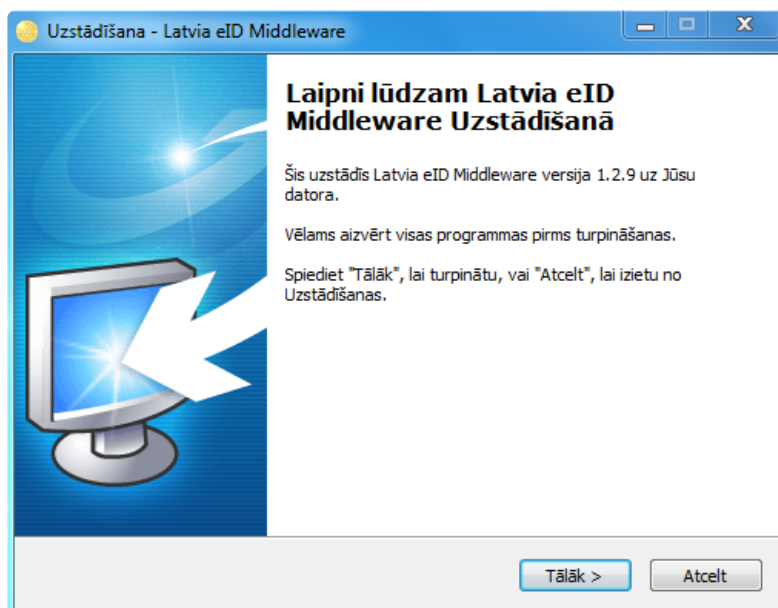 Uzstādīšana - Latvia eID Middleware
Laipni lūdzam Latvia eID
Middleware Uzstādīšanā
Šis uzstādīs Latvia eID Middleware versija 1.2.9 uz Jūsu
datora.
Vēlams aizvērt visas programmas pirms turpināšanas.
Spiediet "Tālāk", lai turpinātu, vai "Atcelt", lai izietu no
Uzstādīšanas.
Tālāk >
Atcelt